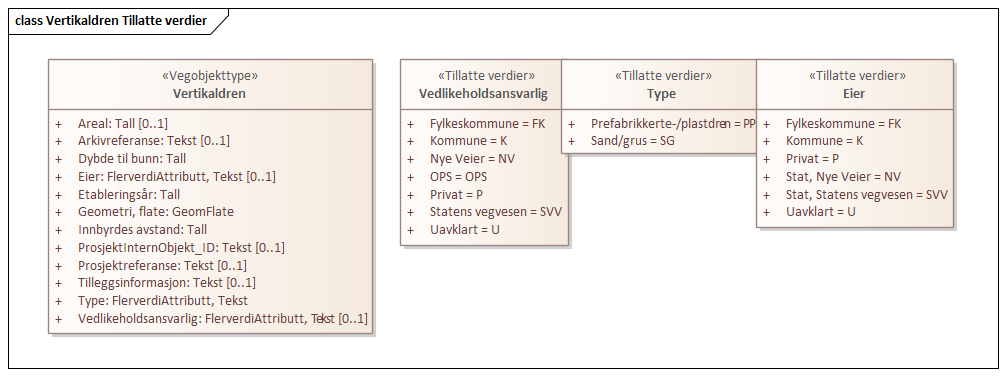 class Vertikaldren Tillatte verdier
«Vegobjekttype»
Vertikaldren
+ Areal: Tall [0..1]
+ Arkivreferanse: Tekst [0..1]
+ Dybde til bunn: Tall
+ Eier: FlerverdiAttributt, Tekst [0..1]
+ Etableringsår: Tall
+ Geometri, flate: GeomFlate
+ Innbyrdes avstand: Tall
+ ProsjektInternObjekt_ID: Tekst [0..1]
+ Prosjektreferanse: Tekst [0..1]
+ Tilleggsinformasjon: Tekst [0..1]
+ Type: FlerverdiAttributt, Tekst
+ Vedlikeholdsansvarlig: FlerverdiAttributt, Tekst [0..1]
«Tillatte verdier»
Vedlikeholdsansvarlig
+ Fylkeskommune = FK
+ Kommune = K
+ Nye Veier = NV
+ OPS = OPS
+ Privat = P
+ Statens vegvesen = SVV
+ Uavklart = U
«Tillatte verdier»
Type
+ Prefabrikkerte-/plastdren = PP
+ Sand/grus = SG
«Tillatte verdier»
Eier
+ Fylkeskommune = FK
+ Kommune = K
+ Privat = P
+ Stat, Nye Veier = NV
+ Stat, Statens vegvesen = SVV
+ Uavklart = U